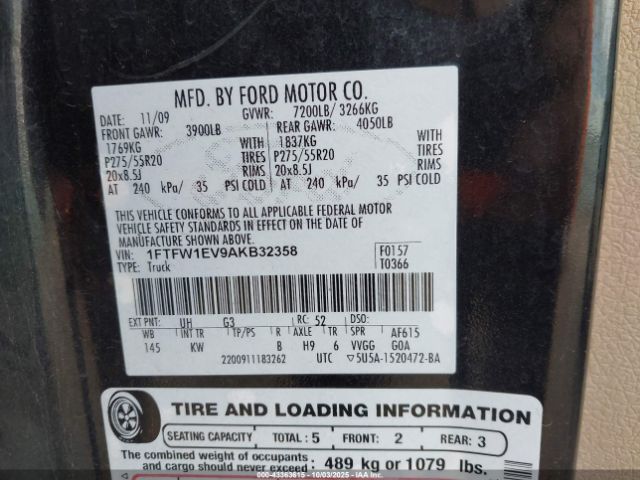 MFD. BY FORD MOTOR CO.
DATE: 11/09 GVWR: 7200LB/ 3266KG
FRONT GAWR: 3900LB REAR GAWR: 4050LB
1769KG WITH 1837KG WITH
P275/55R20 TIRES P275/55R20 TIRES
20x8.5J RIMS 20x8.5J RIMS
AT 240 kPa/ 35 PSI COLD AT 240 kPa/ 35 PSI COLD
THIS VEHICLE CONFORMS TO ALL APPLICABLE FEDERAL MOTOR
VEHICLE SAFETY STANDARDS IN EFFECT ON THE DATE OF
MANUFACTURE SHOWN ABOVE.
VIN: 1FTFW1EV9AKB32358 F0157
TYPE: Truck T0366
EXT PNT: UH G3 RC: 52 DSO:
WB INT TR TP/PS R AXLE TR SPR AF615
145 KW B H9 6 VVGG G0A
2200911183262 UTC ▽5U5A-1520472-BA
TIRE AND LOADING INFORMATION
SEATING CAPACITY TOTAL: 5 FRONT: 2 REAR: 3
The combined weight of occupants
and cargo should never exceed: 489 kg or 1079 lbs.
©COPART 43363615 - 10/03/2025 -